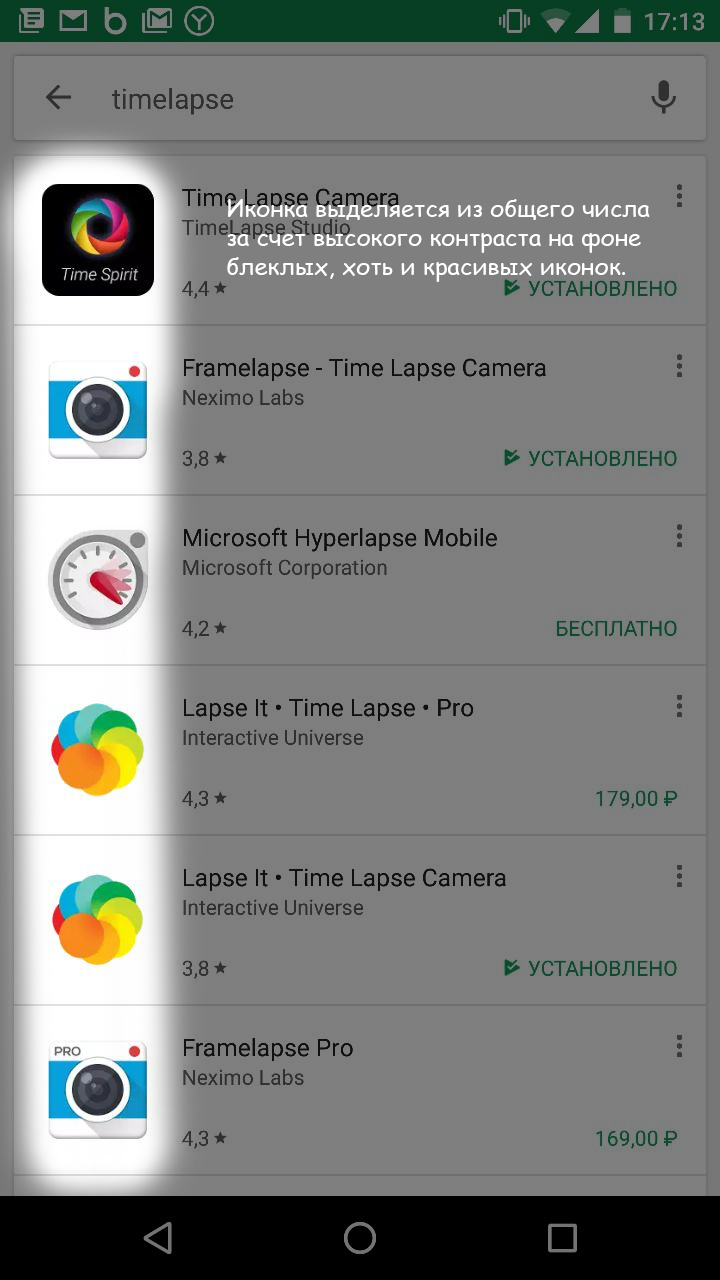 17:13
timelapse
Time Lapse Camera
TimeLapse Studio
Иконка выделяется из общего числа
за счет высокого контраста на фоне
блеклых, хоть и красивых иконок.
Time Spirit
4,4 ★
УСТАНОВЛЕНО
Framelapse - Time Lapse Camera
Neximo Labs
3,8 ★
УСТАНОВЛЕНО
Microsoft Hyperlapse Mobile
Microsoft Corporation
4,2 ★
БЕСПЛАТНО
Lapse It • Time Lapse • Pro
Interactive Universe
4,3 ★
179,00 ₽
Lapse It • Time Lapse Camera
Interactive Universe
3,8 ★
УСТАНОВЛЕНО
PRO
Framelapse Pro
Neximo Labs
4,3 ★
169,00 ₽